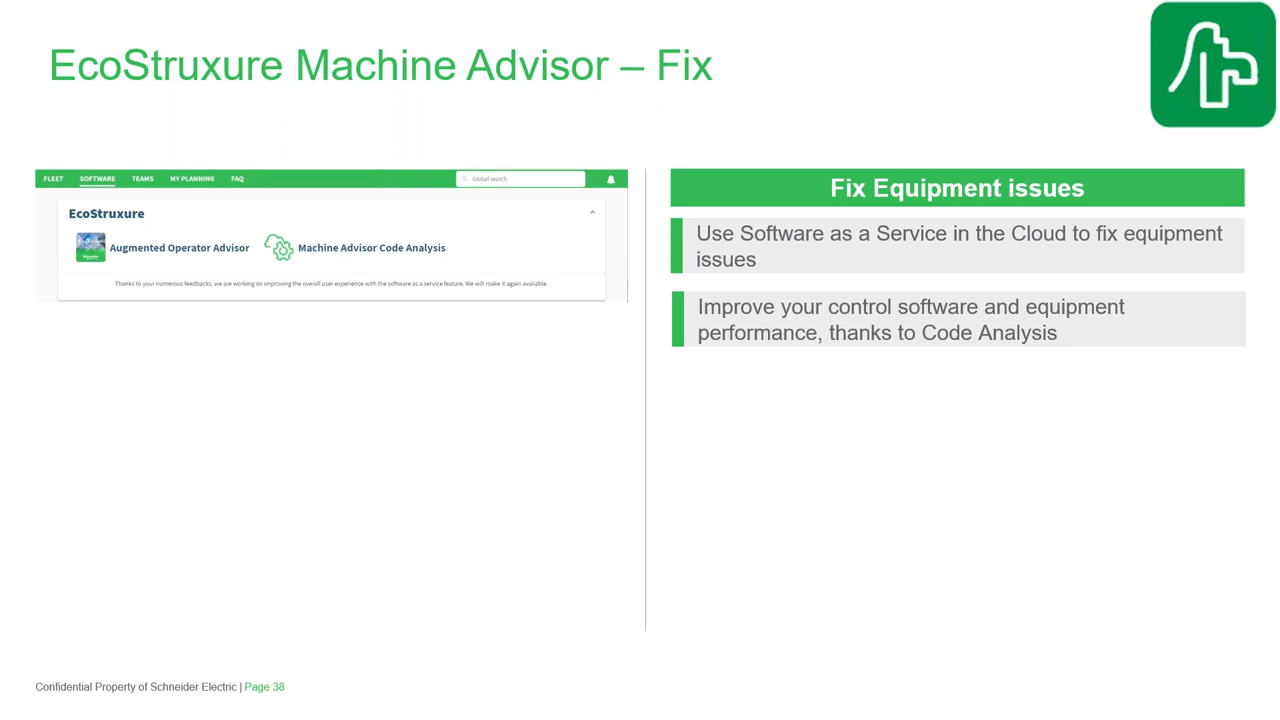 EcoStruxure Machine Advisor – Fix
FLEET SOFTWARE TEAMS MY PLANNING FAQ Global search
EcoStruxure
Augmented Operator Advisor Machine Advisor Code Analysis
Thanks to your numerous feedbacks, we are working on improving the overall user experience with the software as a service feature. We will make it again available.
Fix Equipment issues
Use Software as a Service in the Cloud to fix equipment
issues
Improve your control software and equipment
performance, thanks to Code Analysis
Confidential Property of Schneider Electric | Page 38